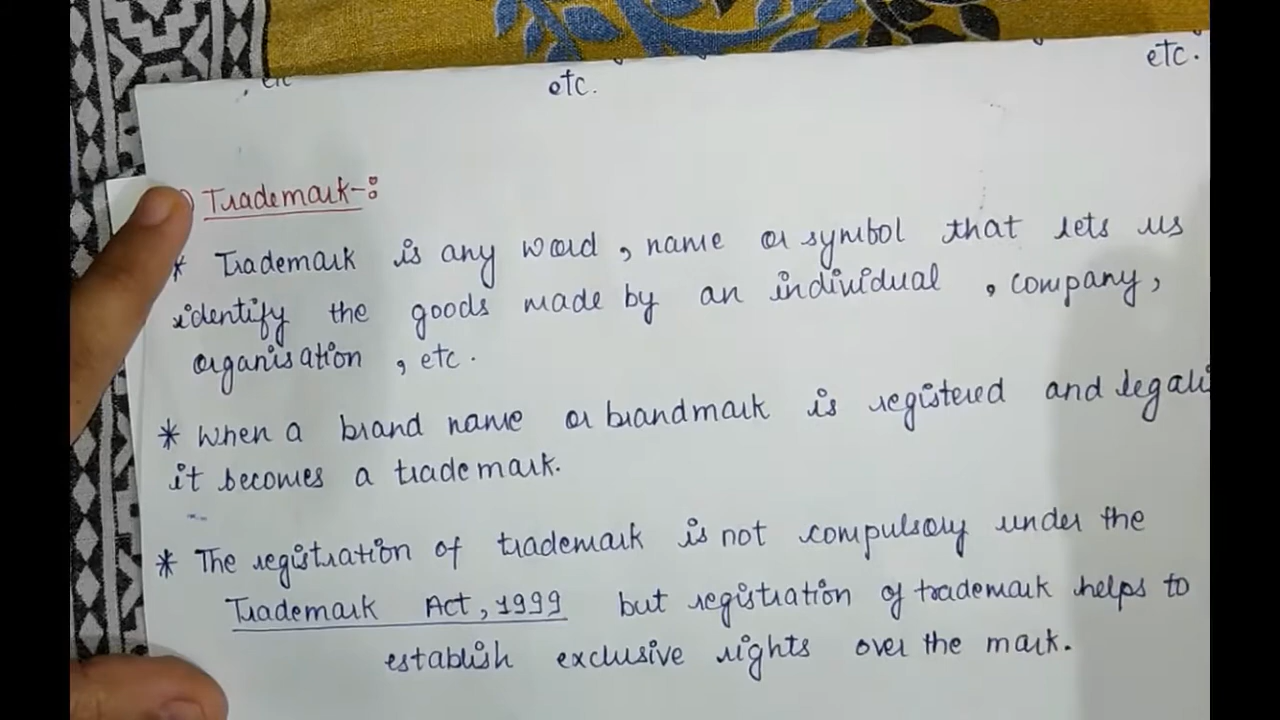 etc
etc.
etc.
) Trademark-:
* Trademark is any word, name or symbol that lets us
identify the goods made by an individual, company,
organisation, etc.
* When a brand name or brandmark is registered and
it becomes a trademark.
* The registration of trademark is not compulsory under the
Trademark Act, 1999 but registration of trademark helps to
establish exclusive rights over the mark.